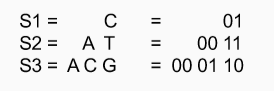 S1 = C = 01
S2 = A T = 00 11
S3 = A C G = 00 01 10